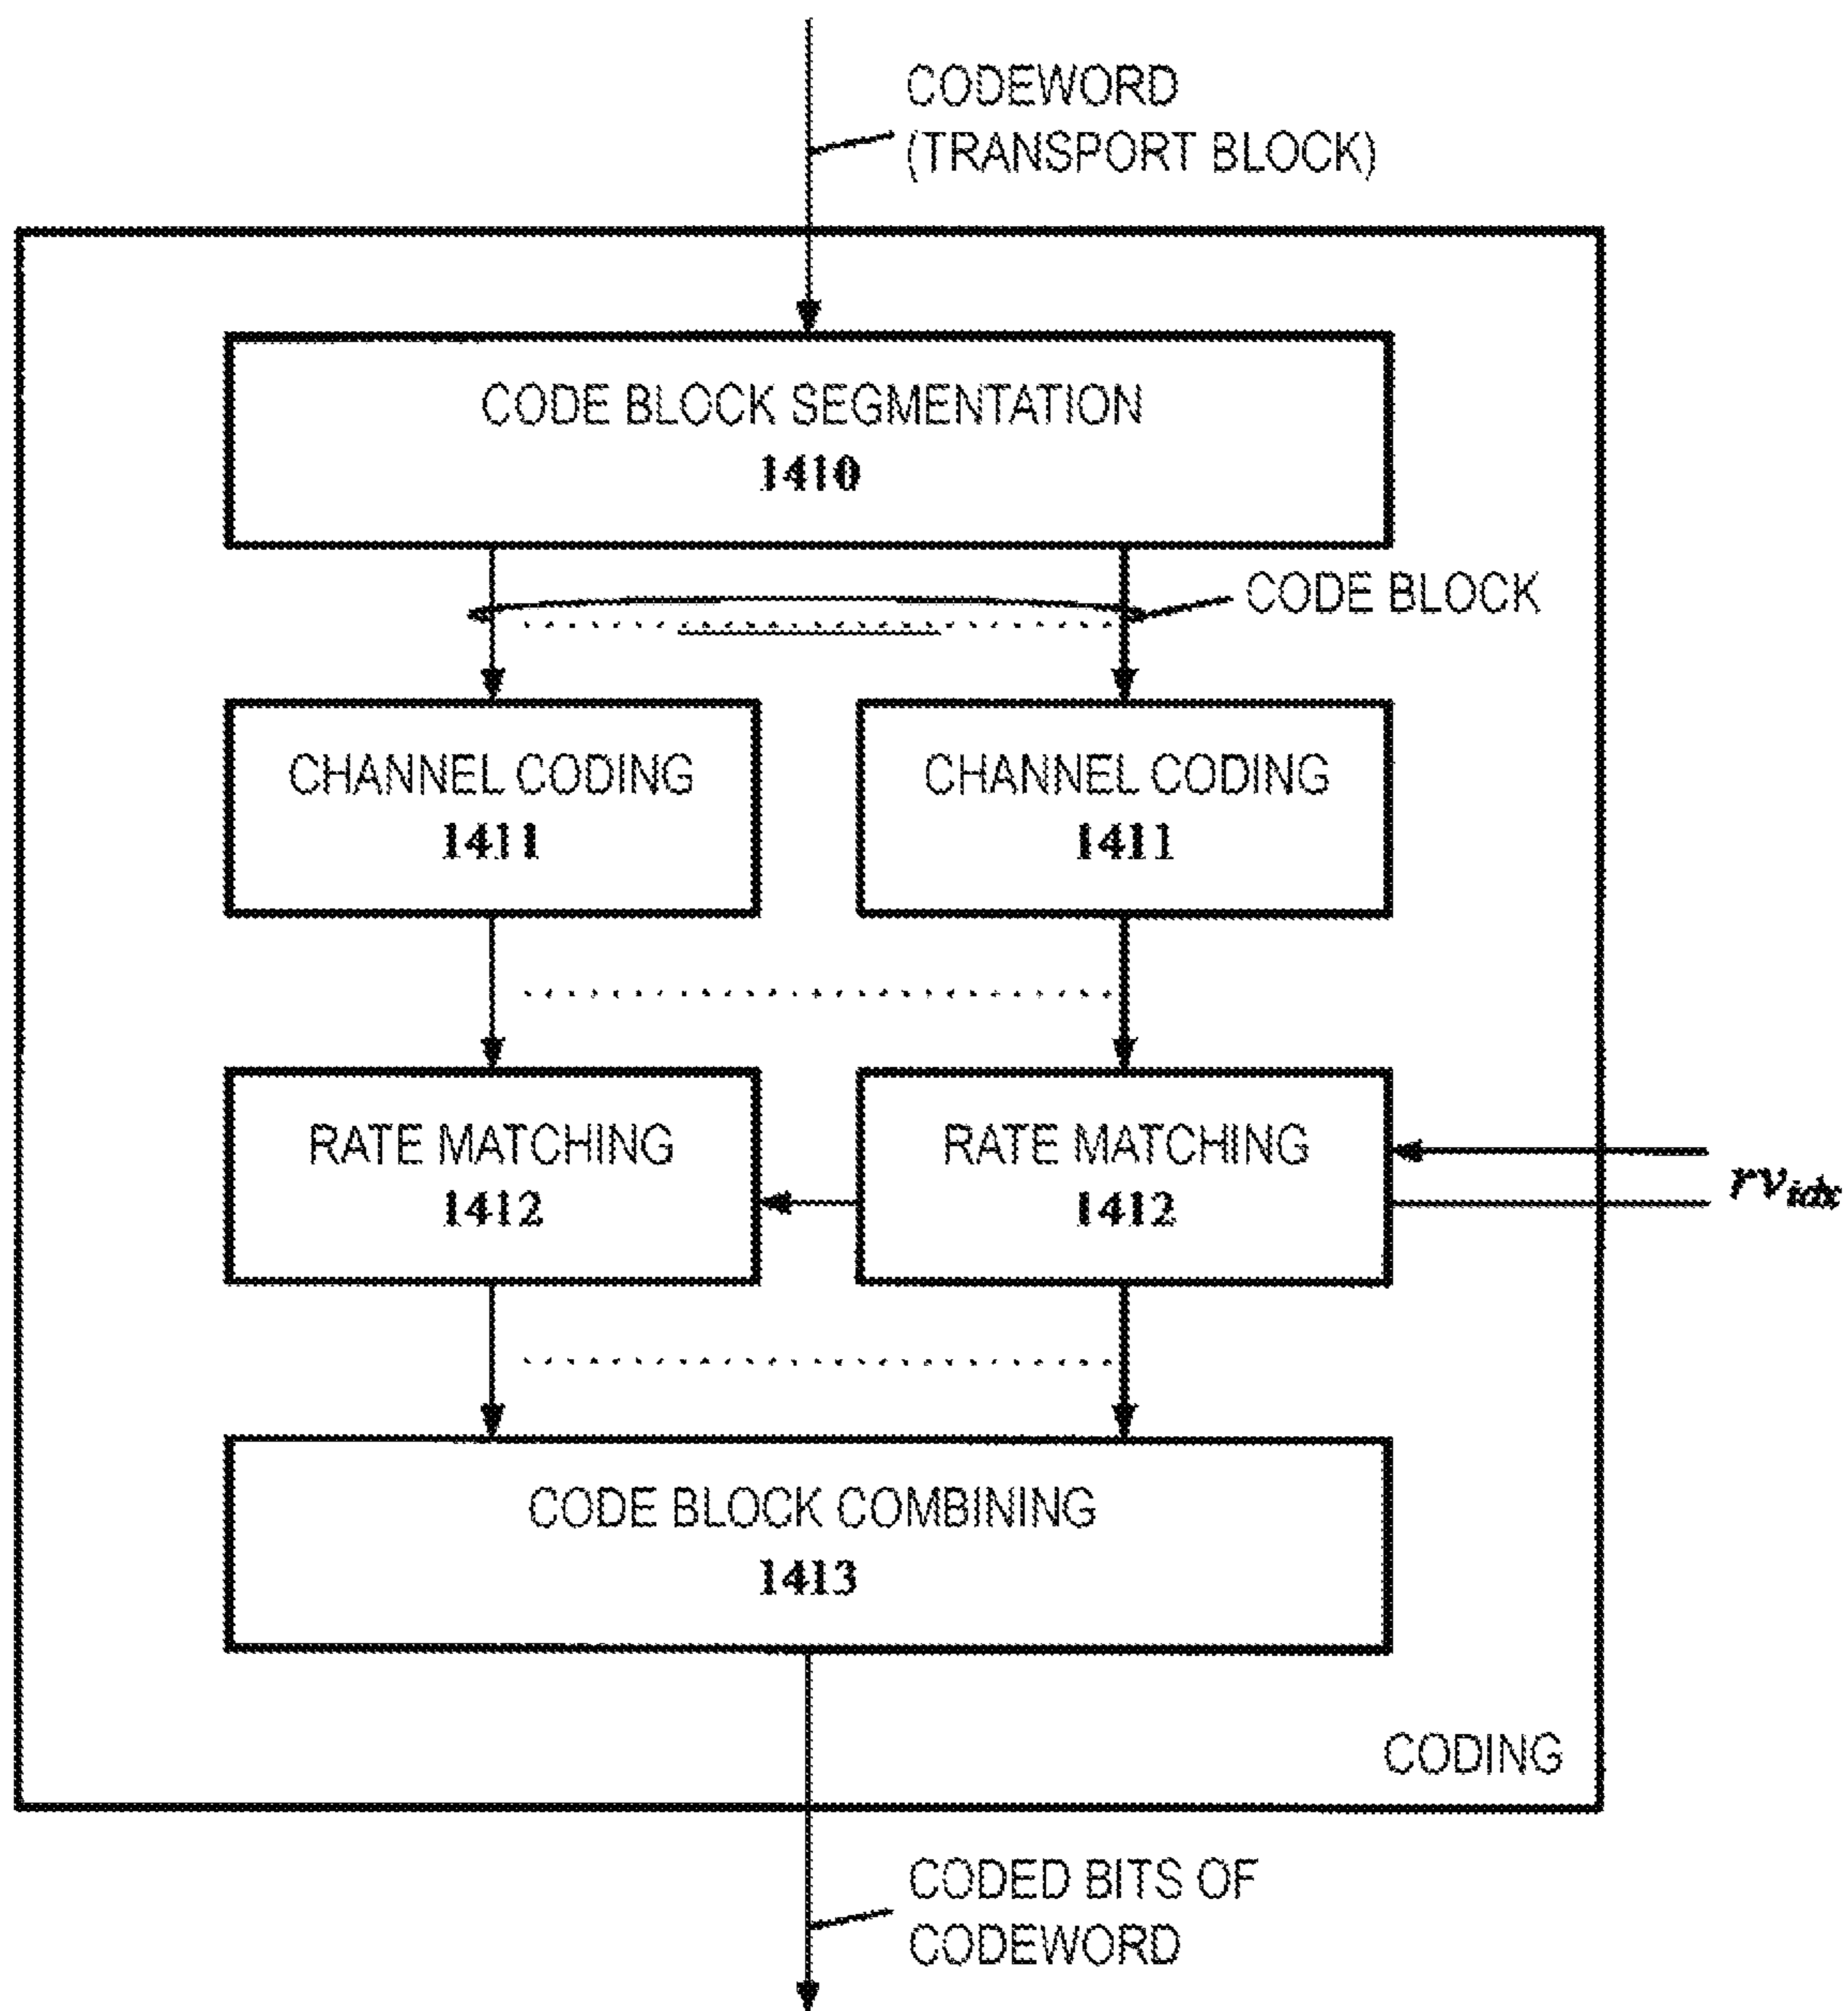 CODEWORD
(TRANSPORT BLOCK)
CODE BLOCK SEGMENTATION
1410
CODE BLOCK
CHANNEL CODING
1411
CHANNEL CODING
1411
RATE MATCHING
1412
RATE MATCHING
1412
rv_idx
CODE BLOCK COMBINING
1413
CODING
CODED BITS OF
CODEWORD